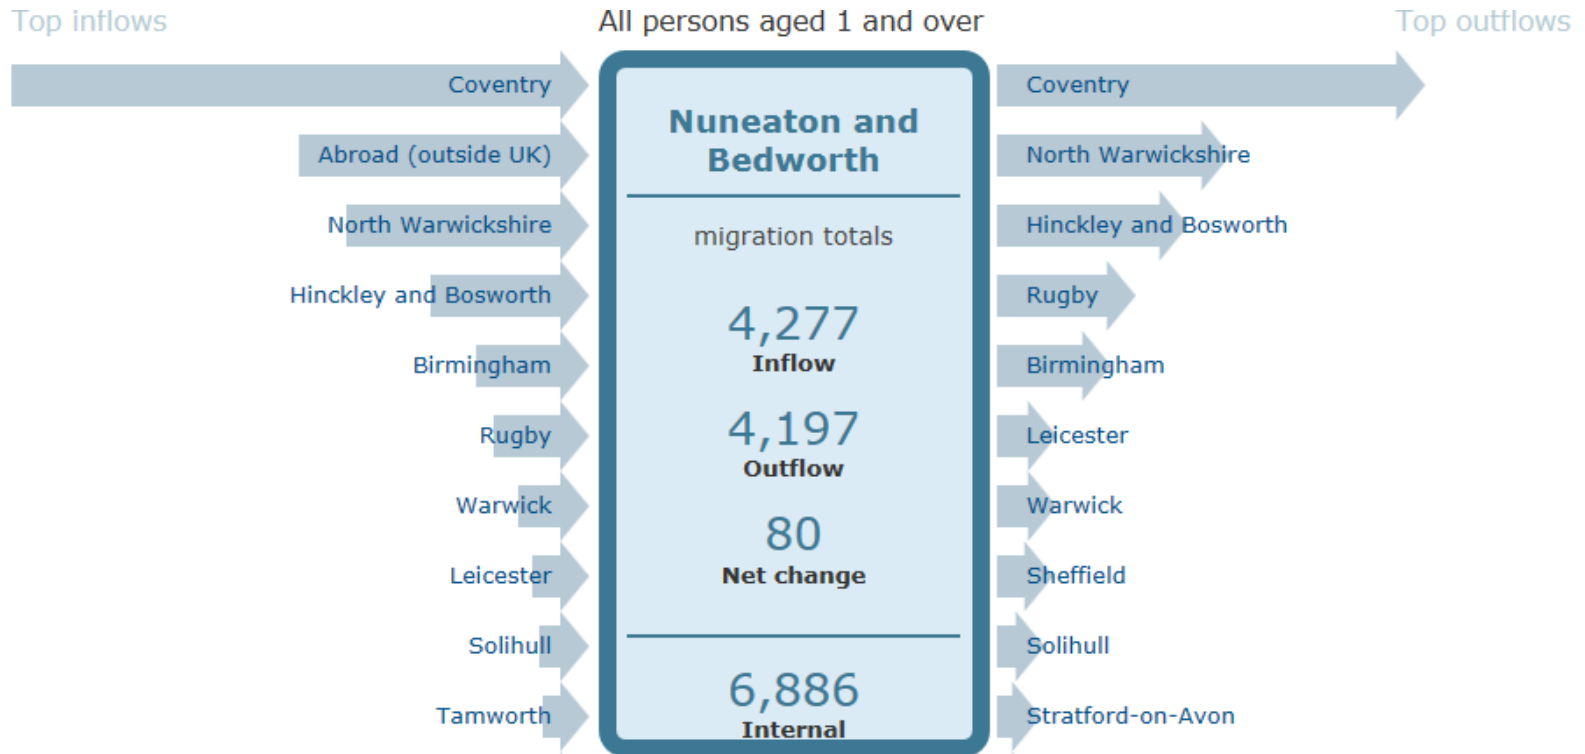 Top inflows
All persons aged 1 and over
Top outflows
Coventry
Abroad (outside UK)
North Warwickshire
Hinckley and Bosworth
Birmingham
Rugby
Warwick
Leicester
Solihull
Tamworth
Nuneaton and
Bedworth
migration totals
4,277
Inflow
4,197
Outflow
80
Net change
6,886
Internal
Coventry
North Warwickshire
Hinckley and Bosworth
Rugby
Birmingham
Leicester
Warwick
Sheffield
Solihull
Stratford-on-Avon